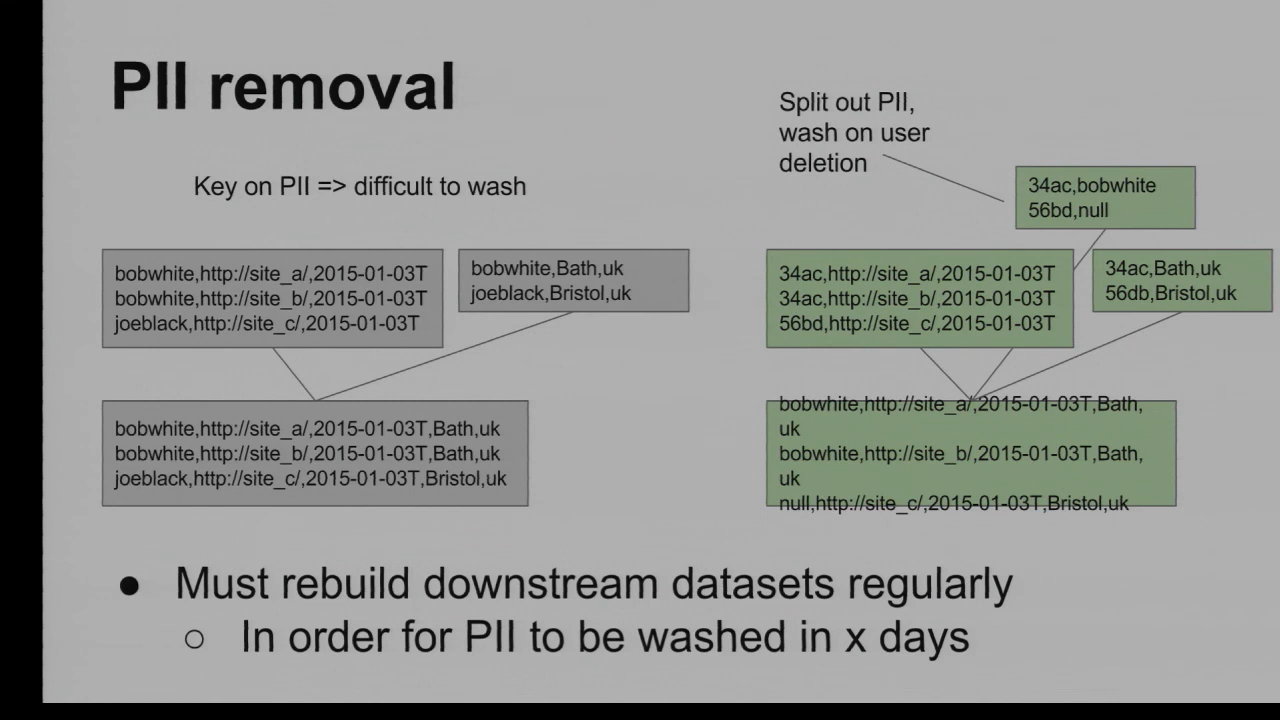 PII removal
Split out PII,
wash on user
deletion
Key on PII => difficult to wash
34ac,bobwhite
56bd,null
bobwhite,http://site_a/,2015-01-03T
bobwhite,http://site_b/,2015-01-03T
joeblack,http://site_c/,2015-01-03T
bobwhite,Bath,uk
joeblack,Bristol,uk
34ac,http://site_a/,2015-01-03T
34ac,http://site_b/,2015-01-03T
56bd,http://site_c/,2015-01-03T
34ac,Bath,uk
56db,Bristol,uk
bobwhite,http://site_a/,2015-01-03T,Bath,uk
bobwhite,http://site_b/,2015-01-03T,Bath,uk
joeblack,http://site_c/,2015-01-03T,Bristol,uk
bobwhite,http://site_a/,2015-01-03T,Bath,
uk
bobwhite,http://site_b/,2015-01-03T,Bath,
uk
null,http://site_c/,2015-01-03T,Bristol,uk
● Must rebuild downstream datasets regularly
○ In order for PII to be washed in x days